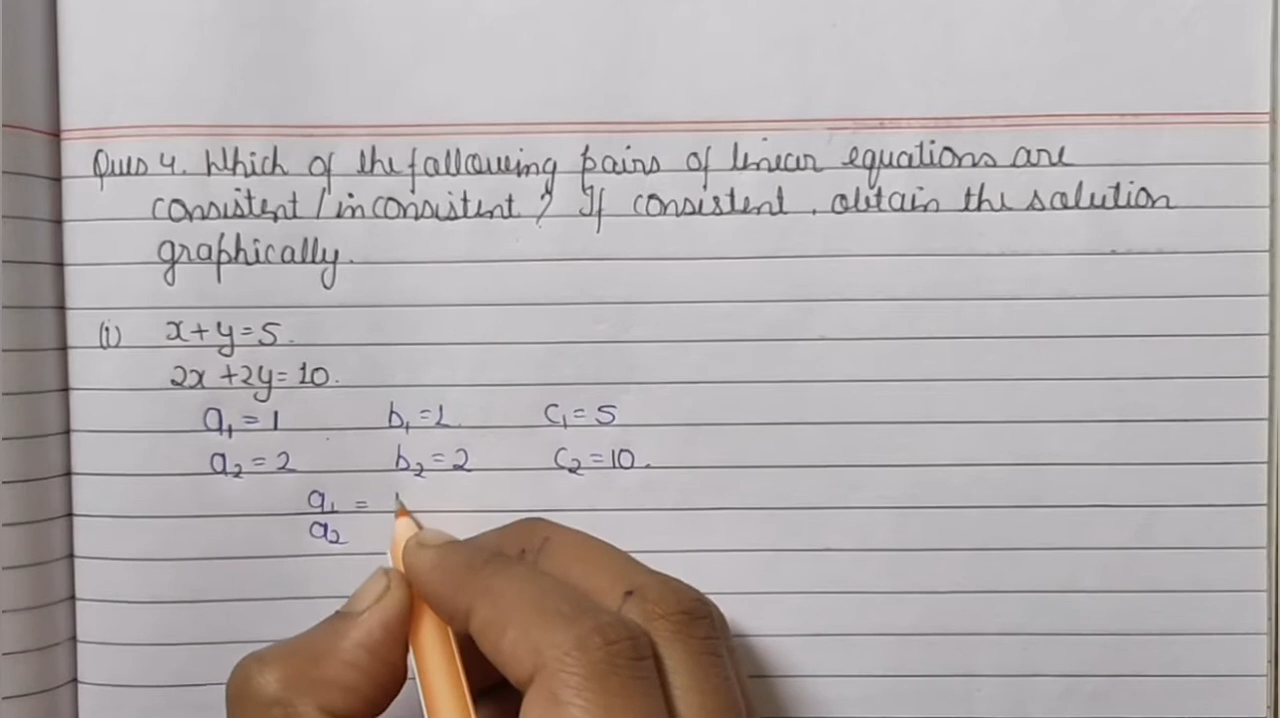 Ques 4. Which of the following pairs of linear equations are
consistent / inconsistent ? If consistent, obtain the solution
graphically.
(i) x+y=5.
2x+2y=10.
a₁=1 b₁=1 c₁=5
a₂=2 b₂=2 c₂=10.
a₁ =
a₂